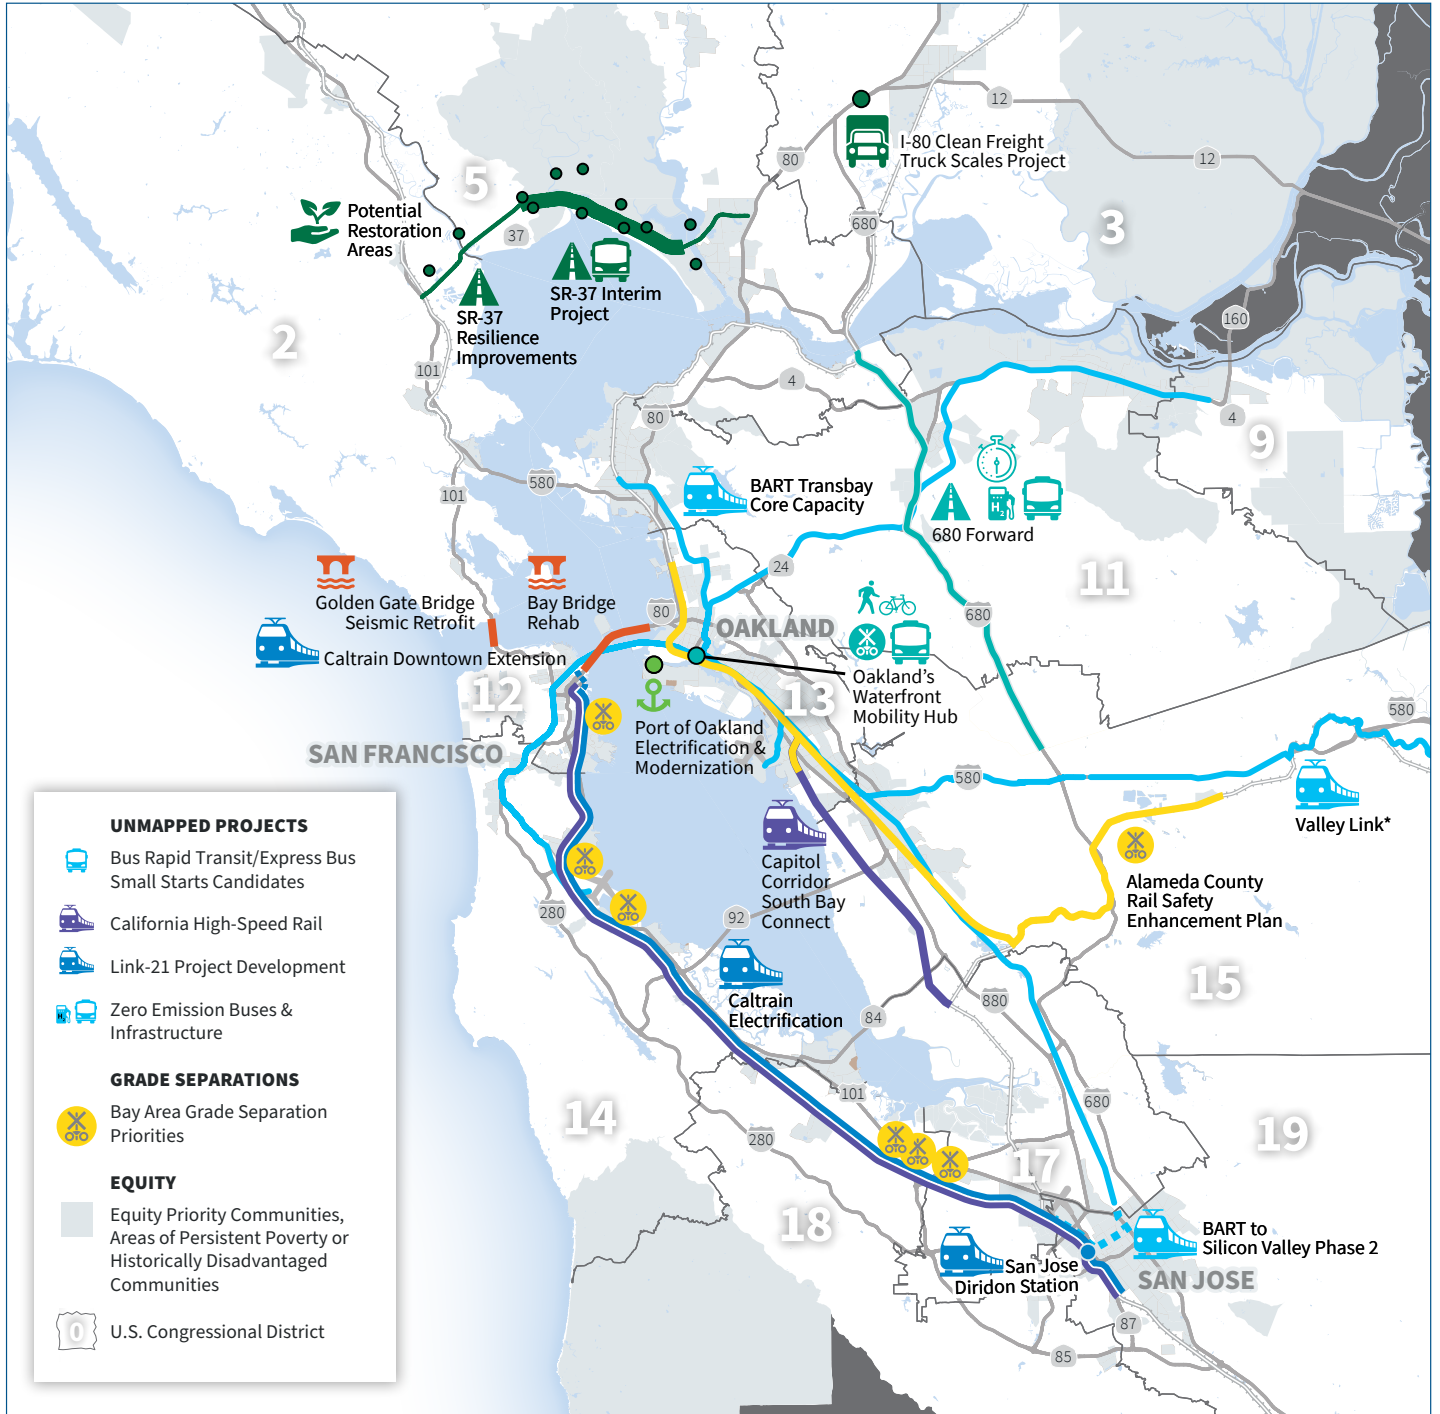 12
I-80 Clean Freight
Truck Scales Project
80
12
5
Potential
Restoration
Areas
37
680
3
SR-37 Interim
Project
SR-37
Resilience
Improvements
2
160
101
4
80
4
9
580
101
BART Transbay
Core Capacity
H2
680 Forward
24
11
Golden Gate Bridge
Seismic Retrofit
Bay Bridge
Rehab
80
680
OAKLAND
Caltrain Downtown Extension
Oakland's
Waterfront
Mobility Hub
12
13
580
Port of Oakland
Electrification &
Modernization
SAN FRANCISCO
580
Valley Link*
Capitol
Corridor
South Bay
Connect
Alameda County
Rail Safety
Enhancement Plan
280
92
15
Caltrain
Electrification
880
84
101
680
14
280
19
17
18
BART to
Silicon Valley Phase 2
San Jose
Diridon Station
SAN JOSE
87
85
UNMAPPED PROJECTS
Bus Rapid Transit/Express Bus
Small Starts Candidates
California High-Speed Rail
Link-21 Project Development
H2
Zero Emission Buses &
Infrastructure
GRADE SEPARATIONS
Bay Area Grade Separation
Priorities
EQUITY
Equity Priority Communities,
Areas of Persistent Poverty or
Historically Disadvantaged
Communities
0
U.S. Congressional District